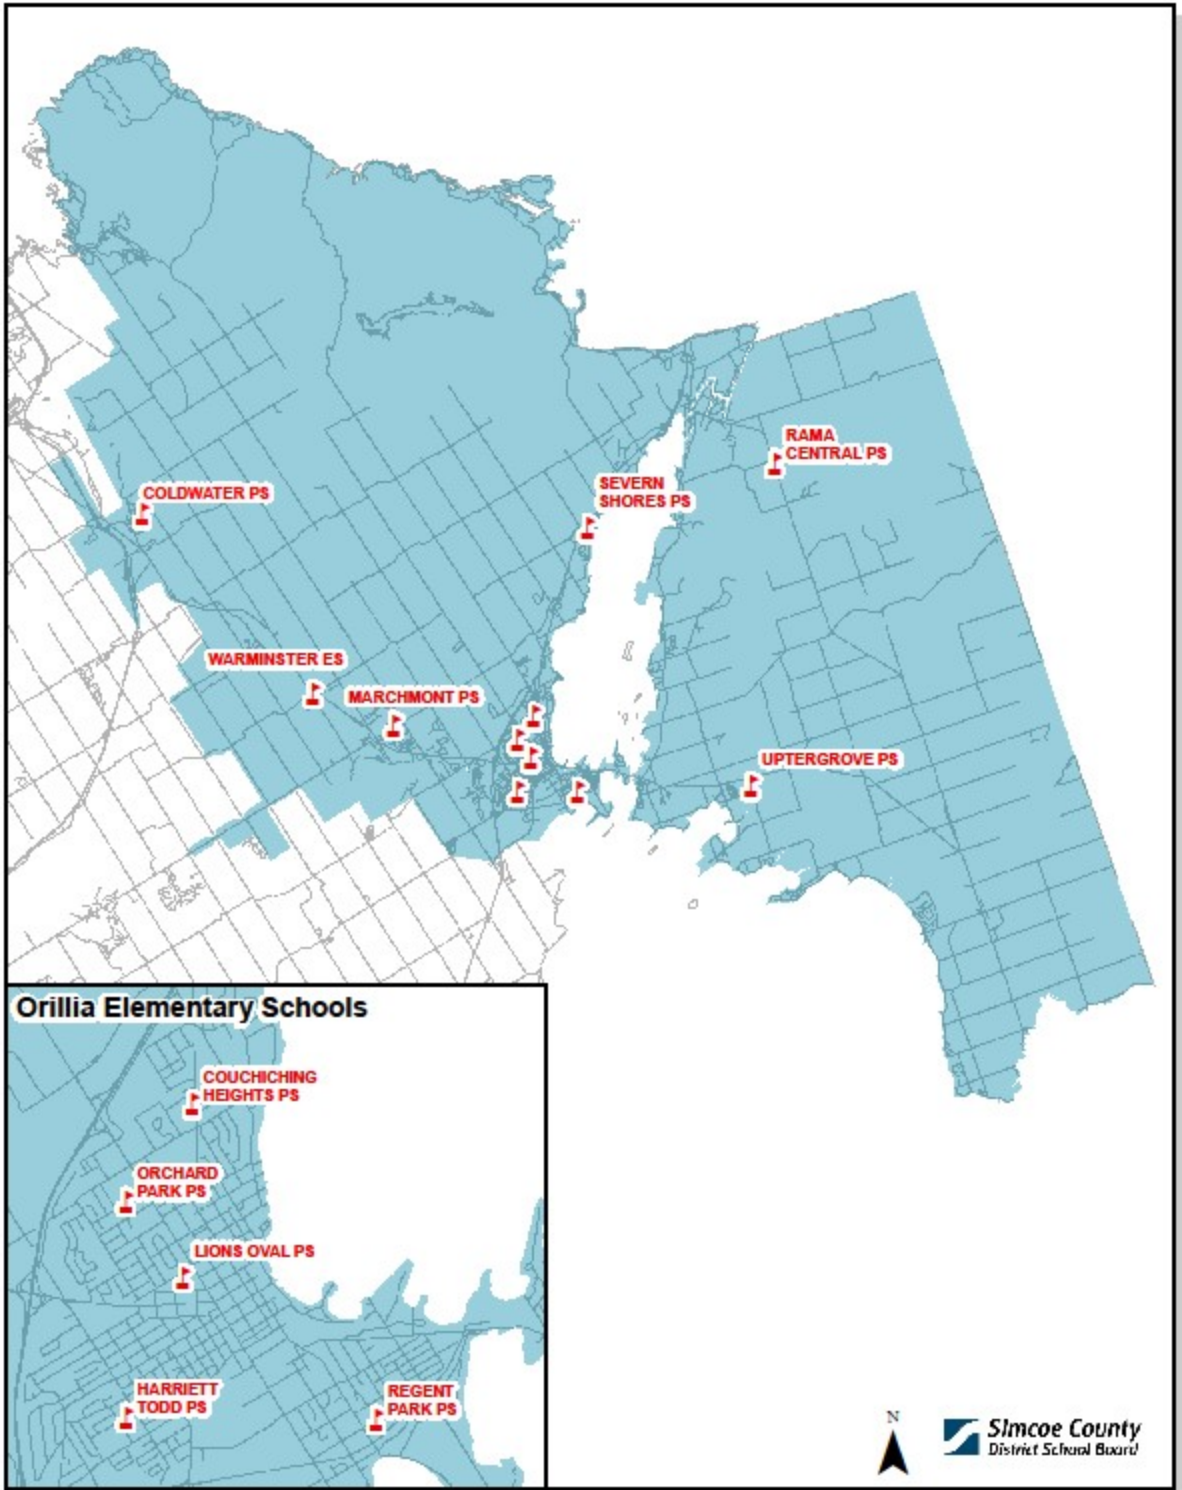 RAMA
CENTRAL PS
SEVERN
SHORES PS
COLDWATER PS
WARMINSTER ES
MARCHMONT PS
UPTERGROVE PS
Orillia Elementary Schools
COUCHICHING
HEIGHTS PS
ORCHARD
PARK PS
LIONS OVAL PS
HARRIETT
TODD PS
REGENT
PARK PS
N
Simcoe County
District School Board